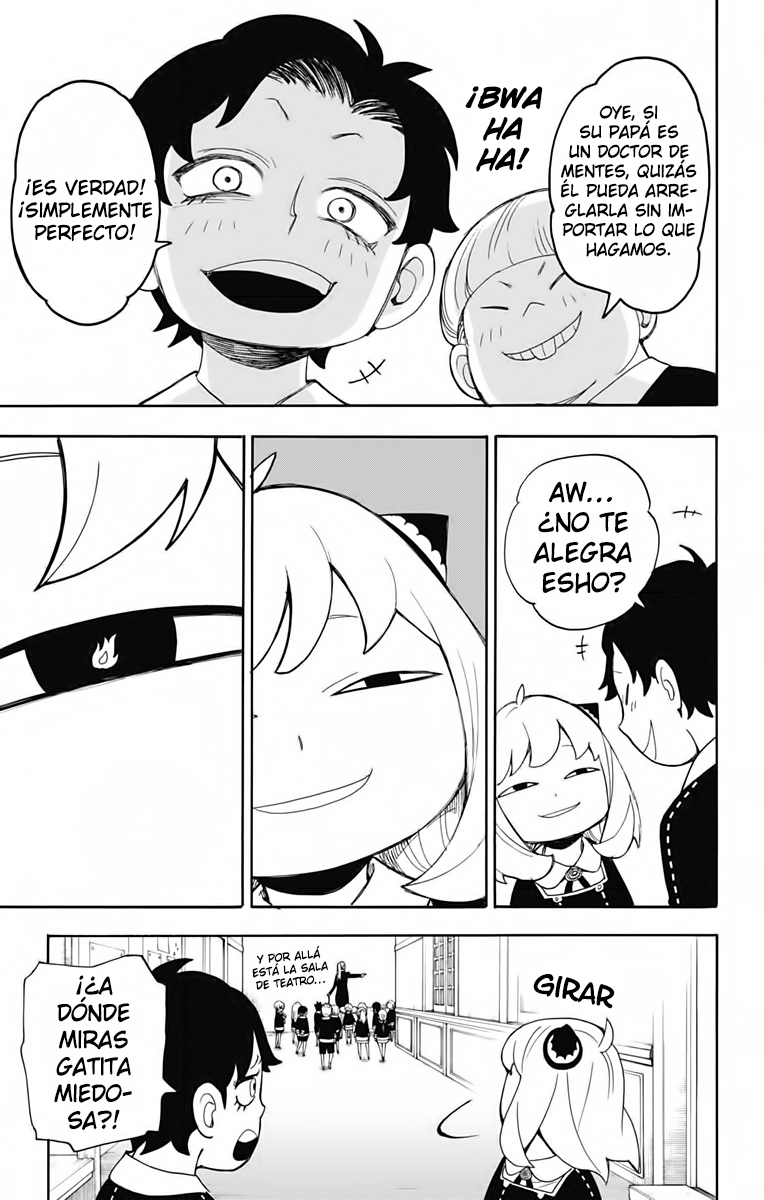 OYE, SI
SU PAPÁ ES
UN DOCTOR DE
MENTES, QUIZÁS
ÉL PUEDA ARRE-
GLARLA SIN IM-
PORTAR LO QUE
HAGAMOS.
¡BWA
HA
HA!
¡ES VERDAD!
¡SIMPLEMENTE
PERFECTO!
AW...
¿NO TE
ALEGRA
ESHO?
Y POR ALLÁ
ESTÁ LA SALA
DE TEATRO...
GIRAR
¡¿A
DÓNDE
MIRAS
GATITA
MIEDO-
SA?!